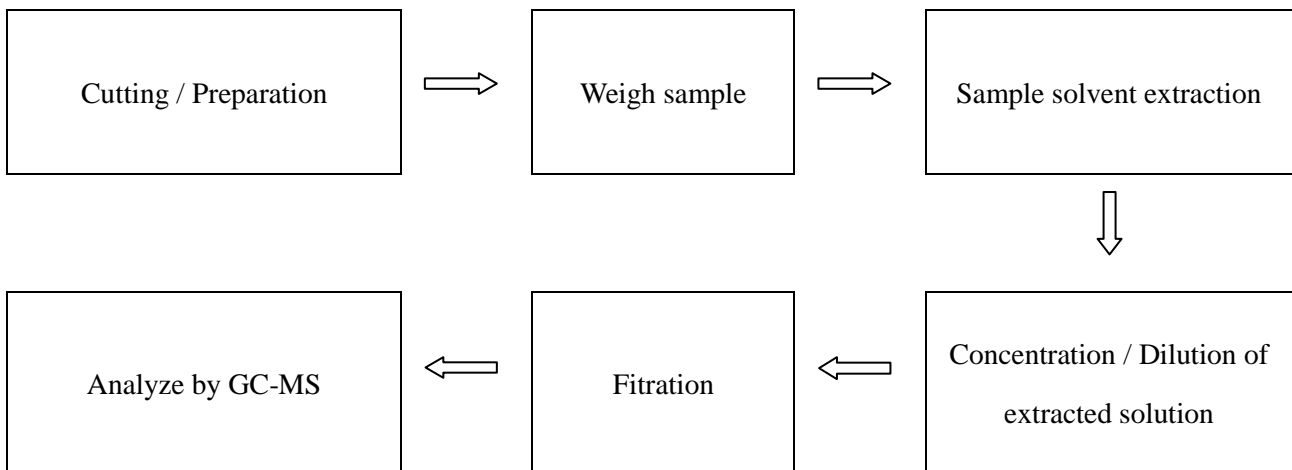 Cutting / Preparation
Weigh sample
Sample solvent extraction
Concentration / Dilution of
extracted solution
Fitration
Analyze by GC-MS